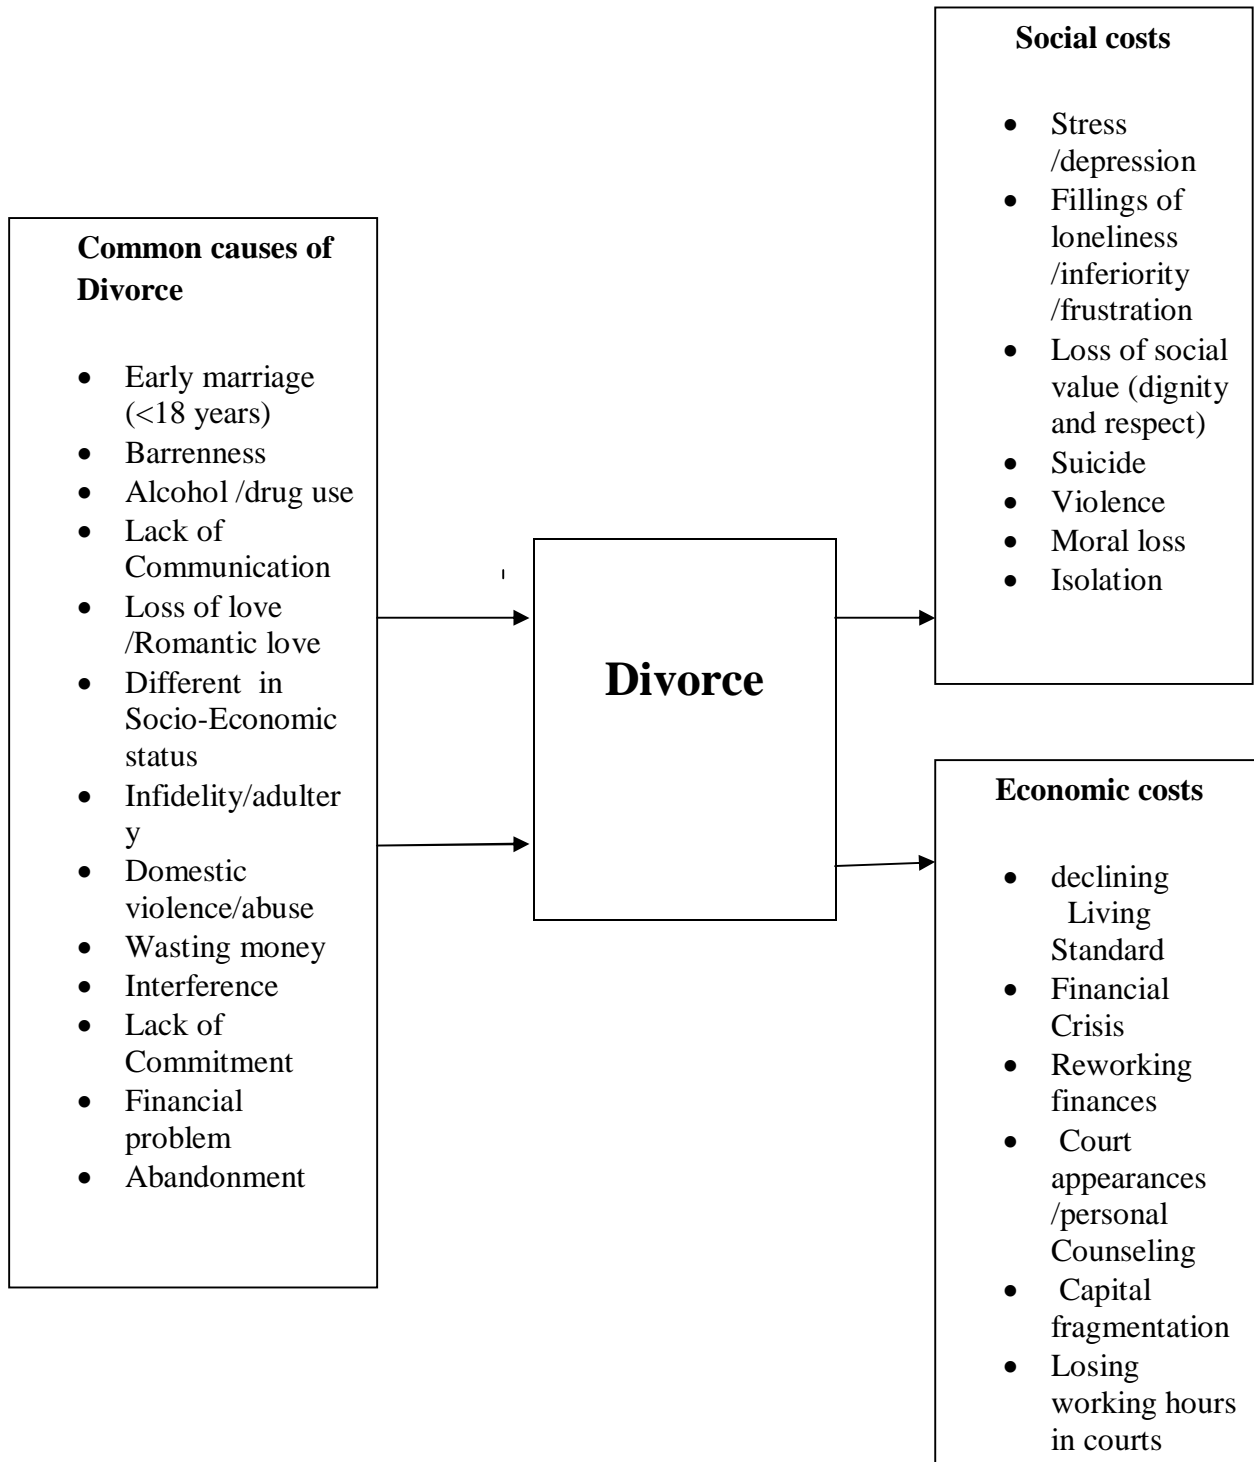 Common causes of
Divorce
• Early marriage
(<18 years)
• Barrenness
• Alcohol /drug use
• Lack of
Communication
• Loss of love
/Romantic love
• Different in
Socio-Economic
status
• Infidelity/adulter
y
• Domestic
violence/abuse
• Wasting money
• Interference
• Lack of
Commitment
• Financial
problem
• Abandonment
Divorce
Social costs
• Stress
/depression
• Fillings of
loneliness
/inferiority
/frustration
• Loss of social
value (dignity
and respect)
• Suicide
• Violence
• Moral loss
• Isolation
Economic costs
• declining
Living
Standard
• Financial
Crisis
• Reworking
finances
• Court
appearances
/personal
Counseling
• Capital
fragmentation
• Losing
working hours
in courts